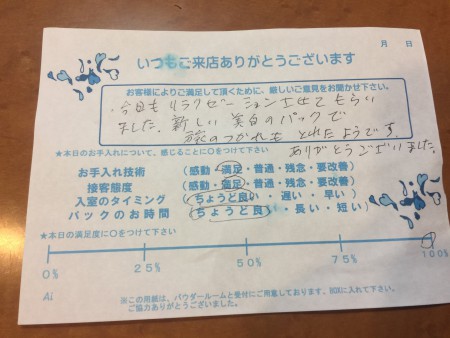 いつもご来店ありがとうございます
月 日
お客様によりご満足して頂くために、厳しいご意見をお聞かせ下さい。
今日もリラクゼーションさせてもらい
ました。新しい美白のパックで
旅のつかれもとれたようです。
ありがとうございました。
★本日のお手入れについて、感じることに○をつけて下さい
お手入れ技術 (感動・満足・普通・残念・要改善)
接客態度 (感動・満足・普通・残念・要改善)
入室のタイミング (ちょうど良い・遅い・早い)
パックのお時間 (ちょうど良い・長い・短い)
★本日の満足度に○をつけて下さい
0% 25% 50% 75% 100%
Ai
※この用紙は、パウダールームと受付にご用意しております。BOXに入れて下さい。
ご協力ありがとうございました。